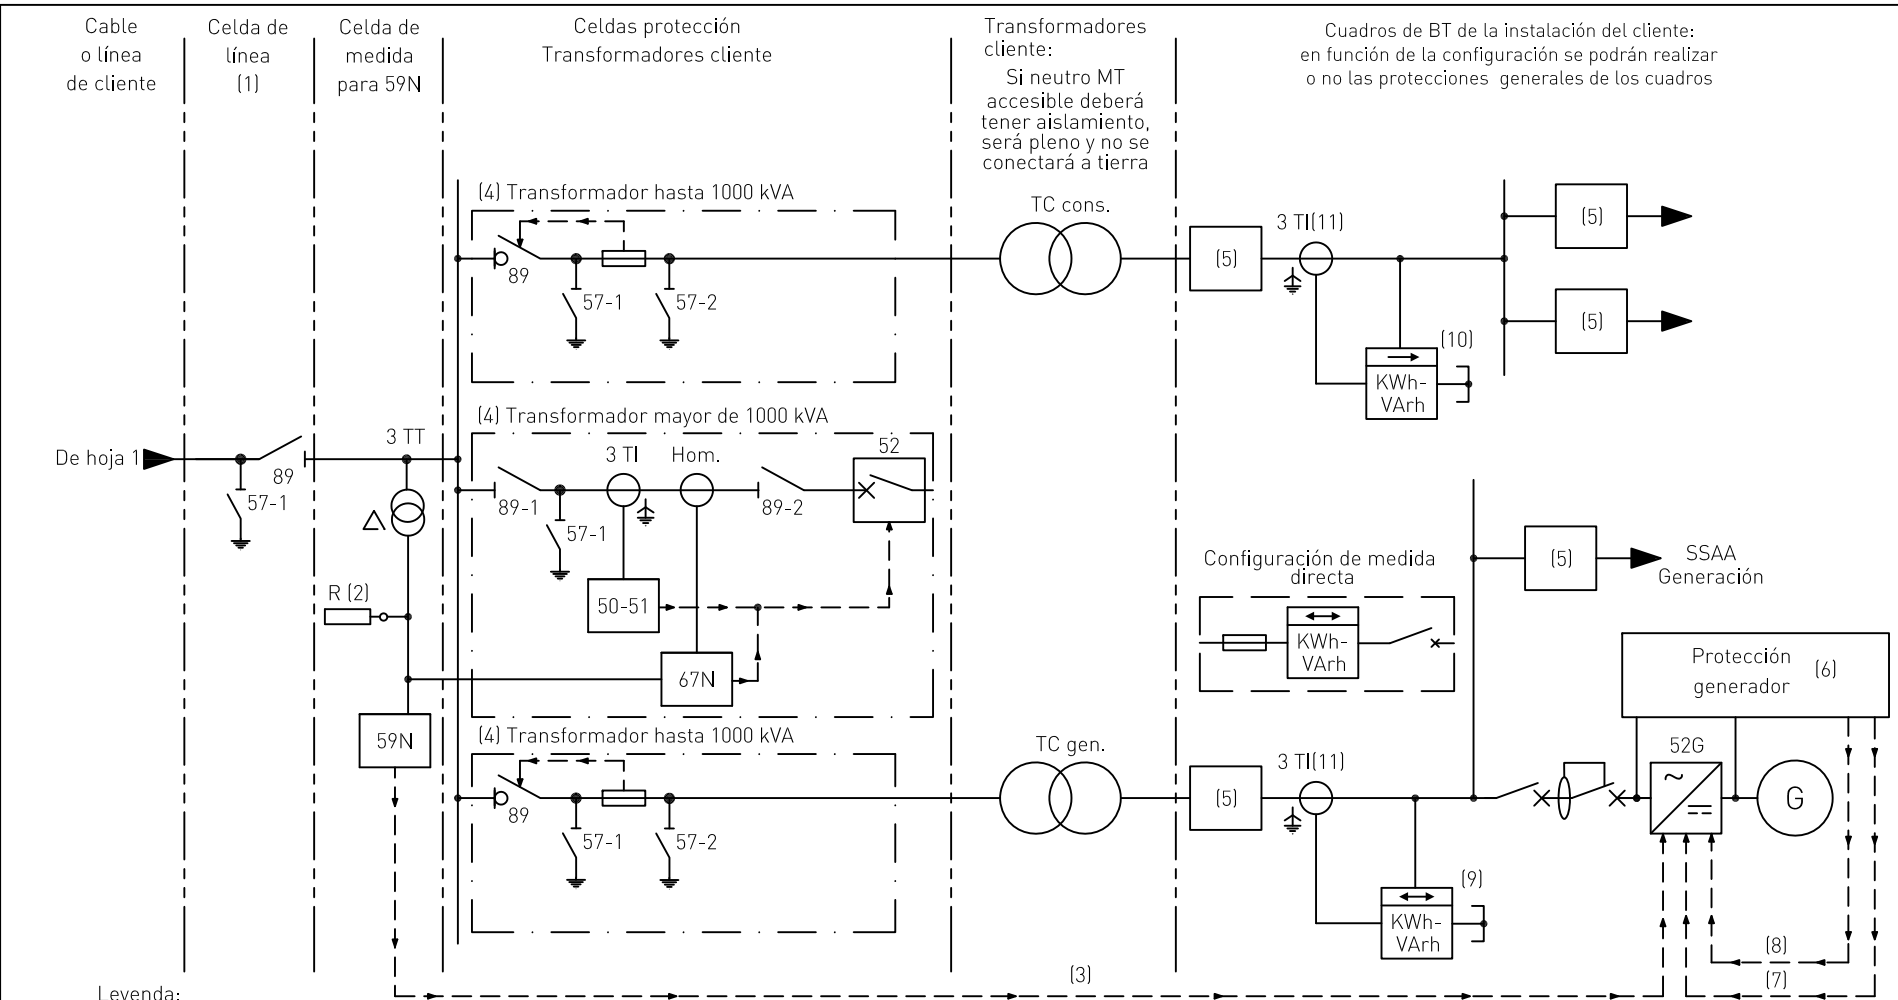 Cable
o línea
de cliente
Celda de
línea
(1)
Celda de
medida
para 59N
Celdas protección
Transformadores cliente
Transformadores
cliente:
Si neutro MT
accesible deberá
tener aislamiento,
será pleno y no se
conectará a tierra
Cuadros de BT de la instalación del cliente:
en función de la configuración se podrán realizar
o no las protecciones generales de los cuadros
(4) Transformador hasta 1000 kVA
89
57-1
57-2
TC cons.
(5)
3 TI(11)
(5)
(5)
(10)
KWh-
VArh
(4) Transformador mayor de 1000 kVA
De hoja 1
89
57-1
3 TT
R (2)
59N
89-1
57-1
3 TI
Hom.
89-2
52
50-51
67N
Configuración de medida
directa
KWh-
VArh
(5)
SSAA
Generación
Protección
generador
(6)
(4) Transformador hasta 1000 kVA
89
57-1
57-2
TC gen.
(5)
3 TI(11)
52G
G
(9)
KWh-
VArh
(8)
(7)
(3)
Leyenda: